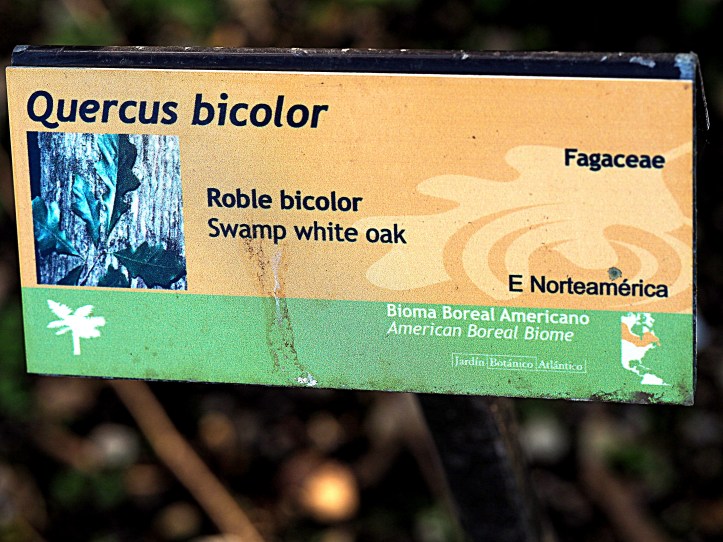 Quercus bicolor
Fagaceae
Roble bicolor
Swamp white oak
E Norteamérica
Bioma Boreal Americano
American Boreal Biome
Jardín Botánico Atlántico